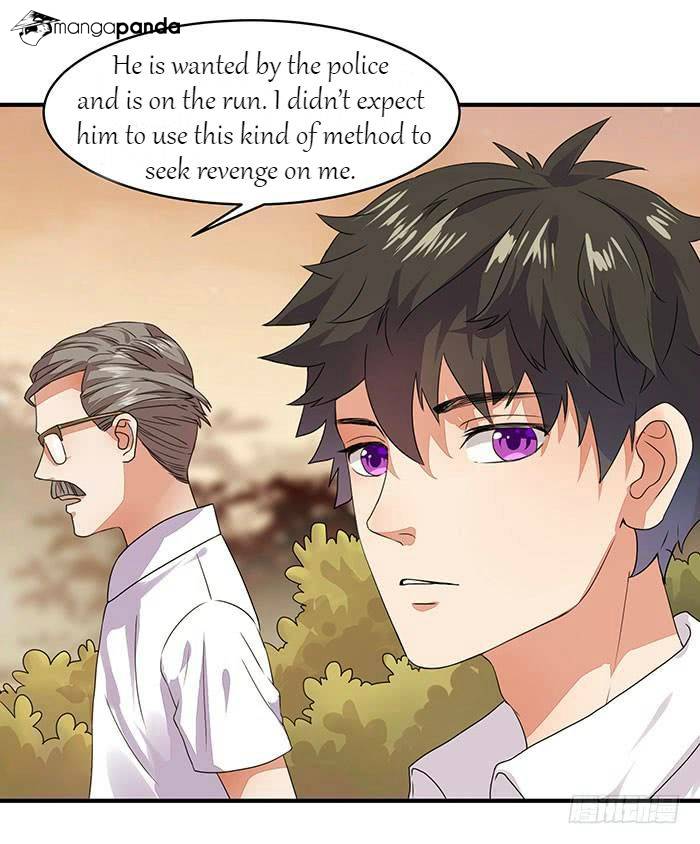 mangapanda
He is wanted by the police
and is on the run. I didn't expect
him to use this kind of method to
seek revenge on me.